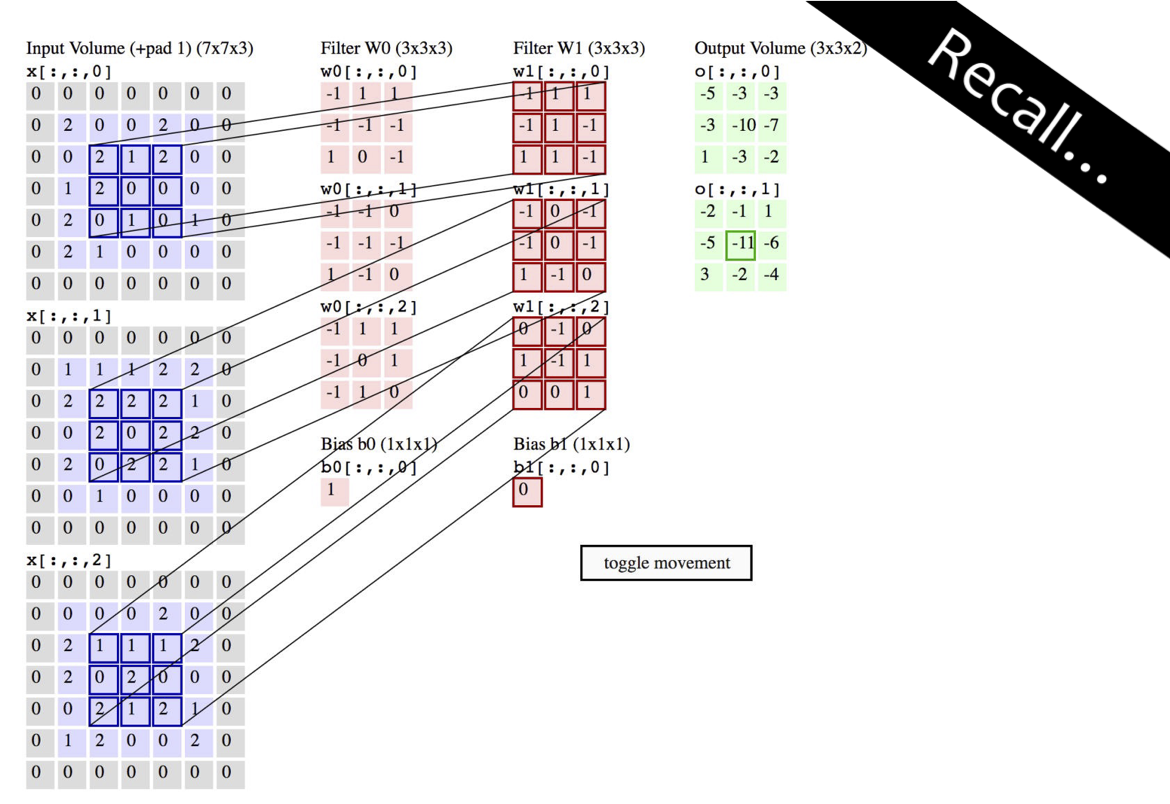 Recall...
Input Volume (+pad 1) (7x7x3)
x[:,:,0]
0 0 0 0 0 0 0
0 2 0 0 2 0 0
0 0 2 1 2 0 0
0 1 2 0 0 0 0
0 2 0 1 0 1 0
0 2 1 0 0 0 0
0 0 0 0 0 0 0
x[:,:,1]
0 0 0 0 0 0 0
0 1 1 1 2 2 0
0 2 2 2 2 1 0
0 0 2 0 2 2 0
0 2 0 2 2 1 0
0 0 1 0 0 0 0
0 0 0 0 0 0 0
x[:,:,2]
0 0 0 0 0 0 0
0 0 0 0 2 0 0
0 2 1 1 1 2 0
0 2 0 2 0 0 0
0 0 2 1 2 1 0
0 1 2 0 0 2 0
0 0 0 0 0 0 0
Filter W0 (3x3x3)
w0[:,:,0]
-1 1 1
-1 -1 -1
1 0 -1
w0[:,:,1]
-1 -1 0
-1 -1 -1
1 -1 0
w0[:,:,2]
-1 1 1
-1 0 1
-1 1 0
Bias b0 (1x1x1)
b0[:,:,0]
1
Filter W1 (3x3x3)
w1[:,:,0]
-1 1 1
-1 1 -1
1 1 -1
w1[:,:,1]
-1 0 -1
-1 0 -1
1 -1 0
w1[:,:,2]
0 -1 0
1 -1 1
0 0 1
Bias b1 (1x1x1)
b1[:,:,0]
0
Output Volume (3x3x2)
o[:,:,0]
-5 -3 -3
-3 -10 -7
1 -3 -2
o[:,:,1]
-2 -1 1
-5 -11 -6
3 -2 -4
toggle movement